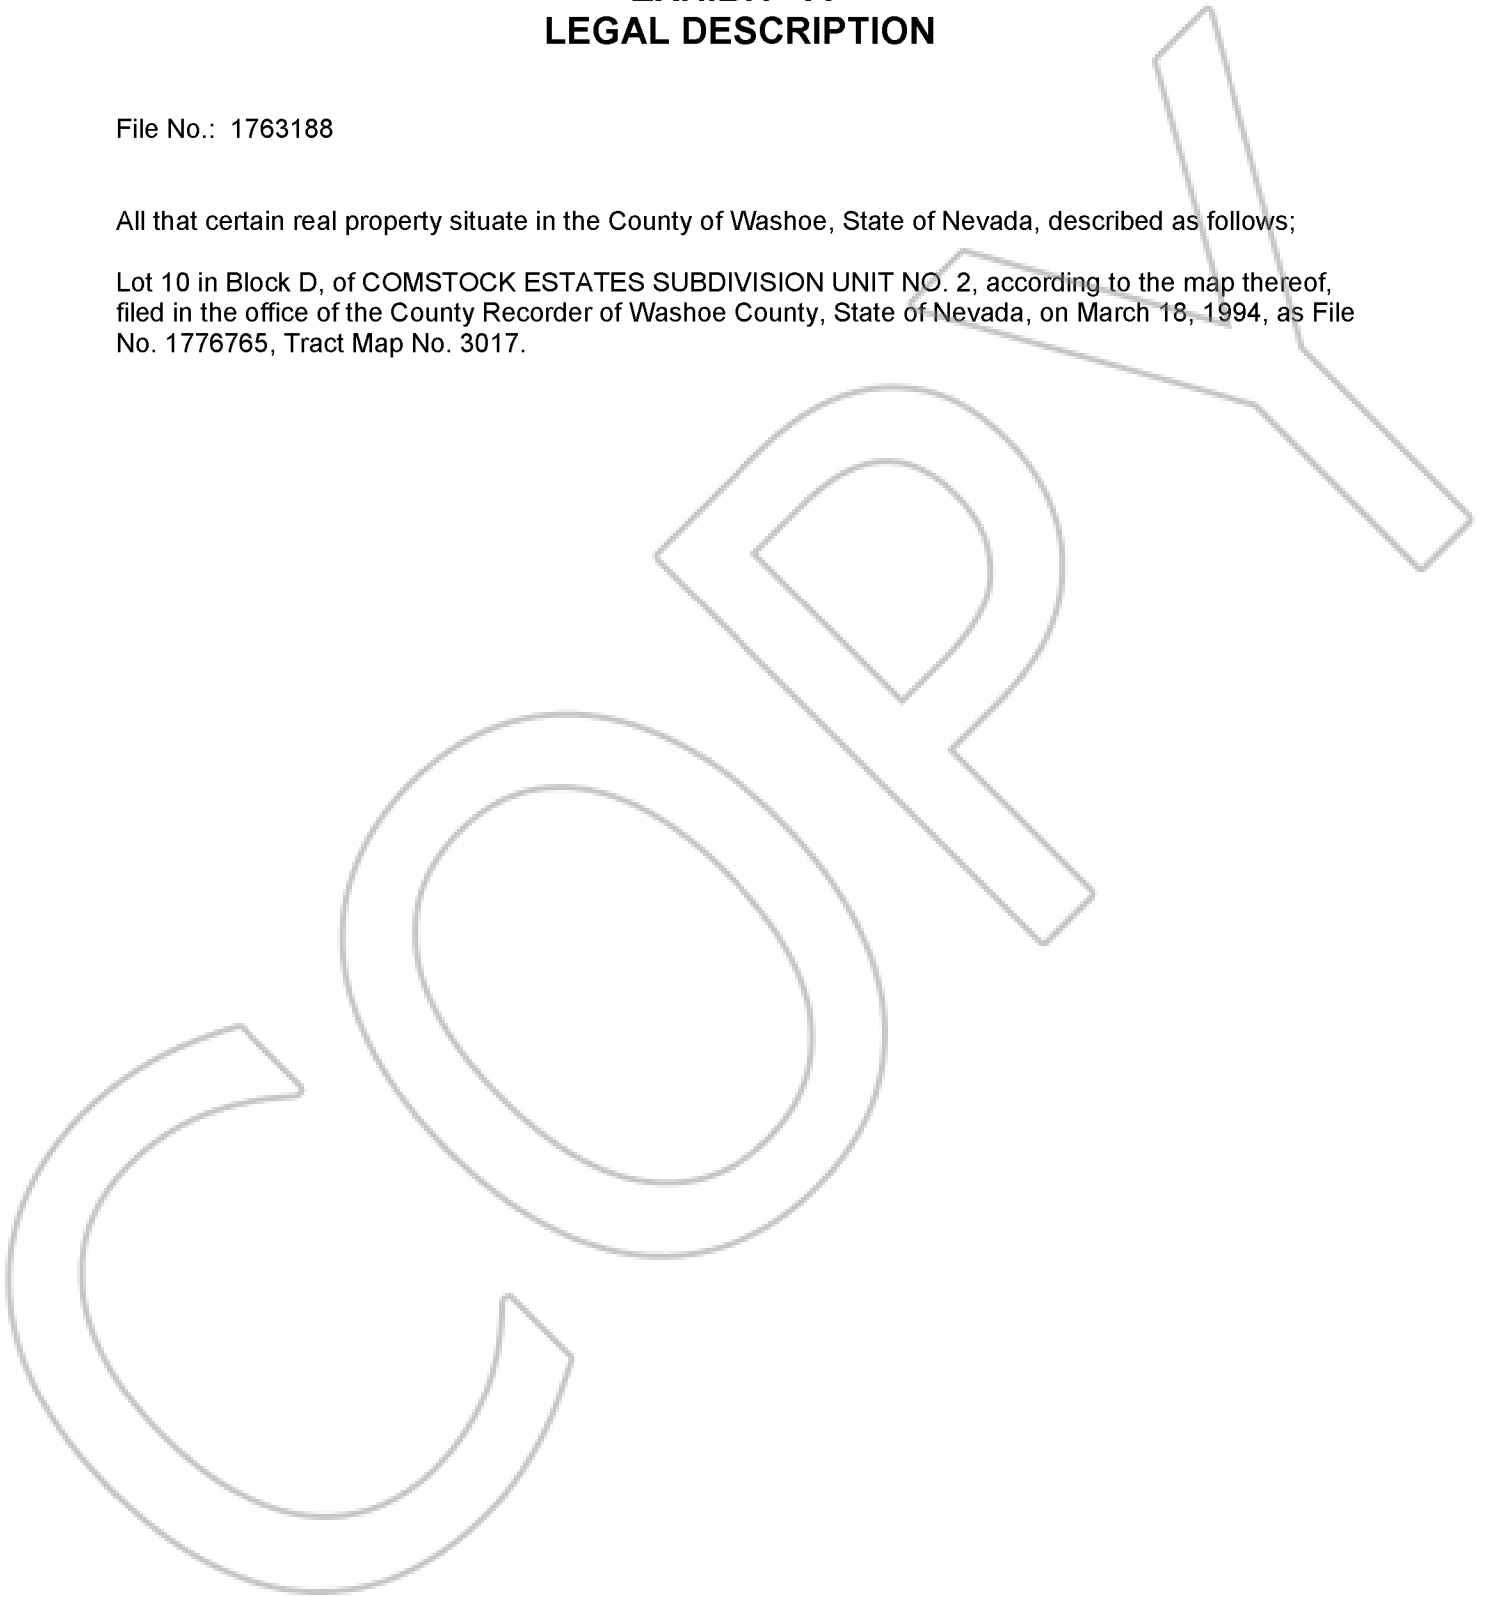 LEGAL DESCRIPTION
File No.: 1763188
All that certain real property situate in the County of Washoe, State of Nevada, described as follows;
Lot 10 in Block D, of COMSTOCK ESTATES SUBDIVISION UNIT NO. 2, according to the map thereof,
filed in the office of the County Recorder of Washoe County, State of Nevada, on March 18, 1994, as File
No. 1776765, Tract Map No. 3017.
COPY